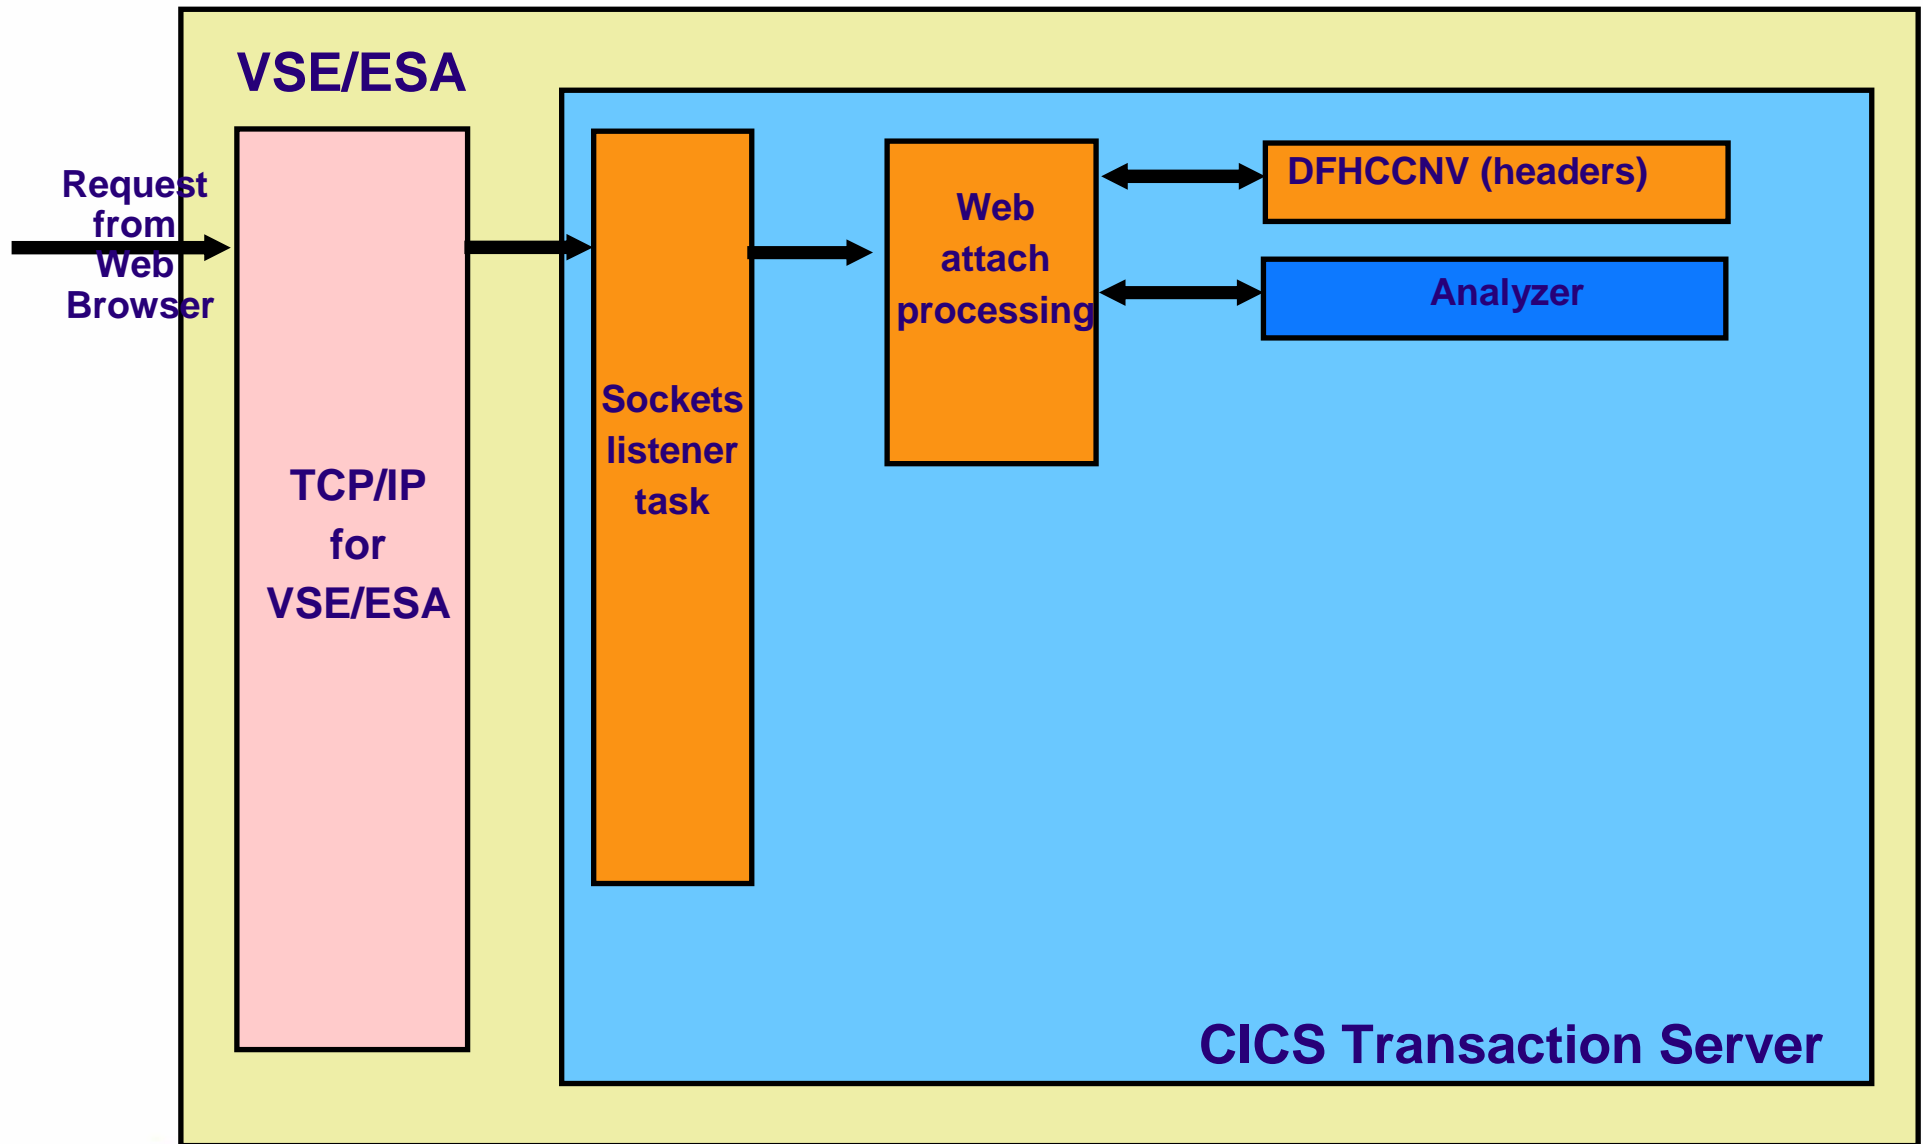 VSE/ESA
Request
from
Web
Browser
TCP/IP
for
VSE/ESA
Sockets
listener
task
Web
attach
processing
DFHCCNV (headers)
Analyzer
CICS Transaction Server